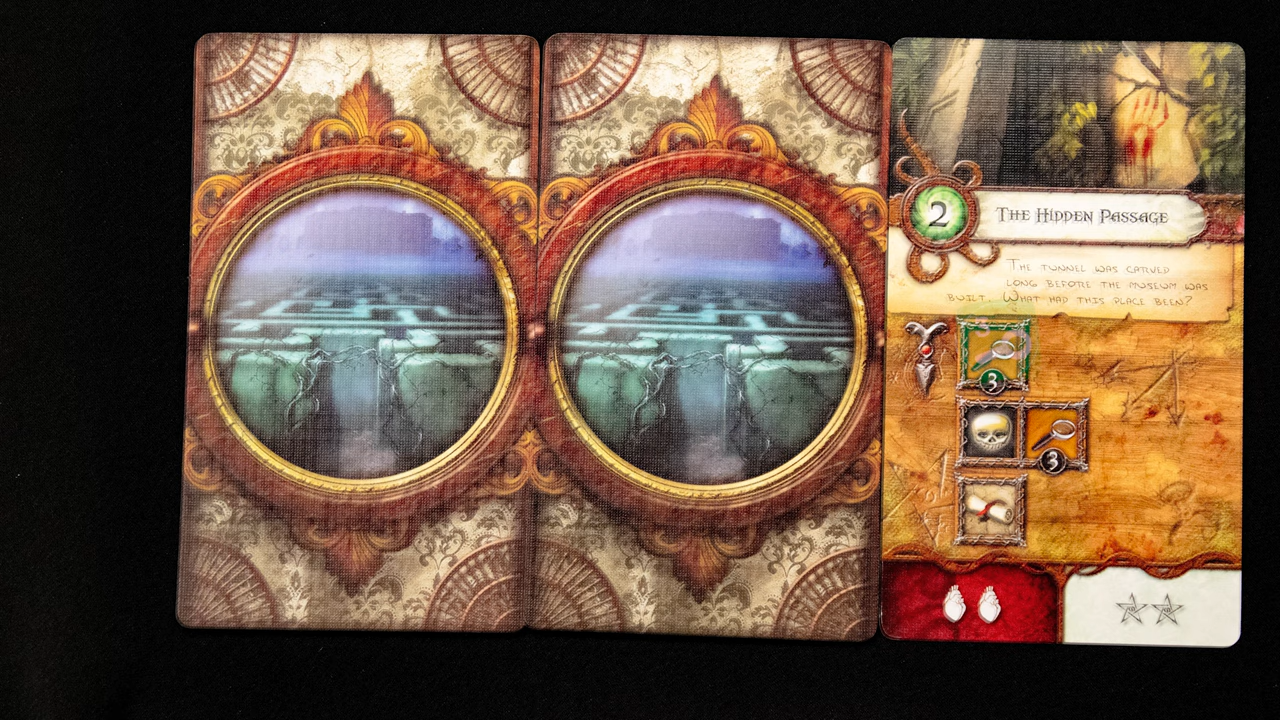 2
The Hidden Passage
The tunnel was carved
long before the museum was
built. What had this place been?
3
3